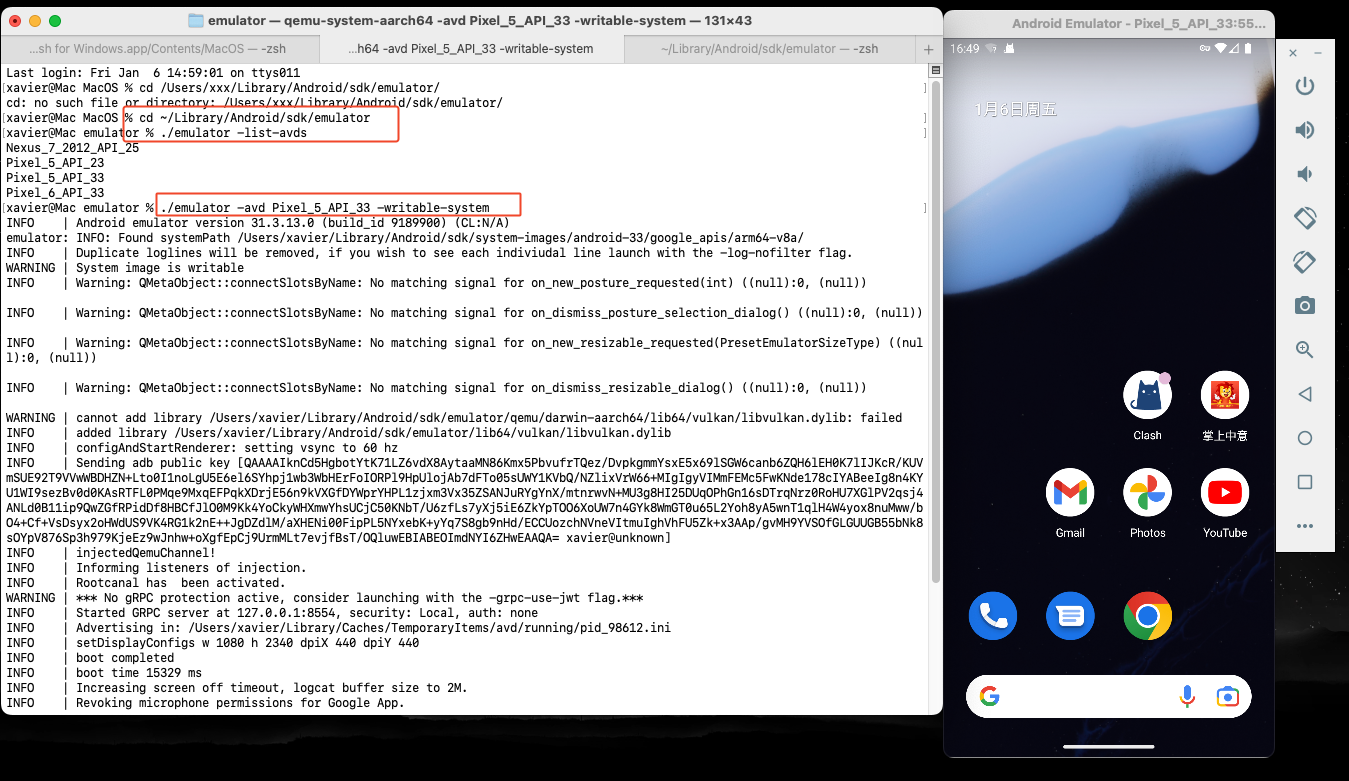 emulator — qemu-system-aarch64 -avd Pixel_5_API_33 -writable-system — 131×43
...sh for Windows.app/Contents/MacOS — -zsh
...h64 -avd Pixel_5_API_33 -writable-system
~/Library/Android/sdk/emulator — -zsh
Last login: Fri Jan  6 14:59:01 on ttys011
[xavier@Mac MacOS % cd /Users/xxx/Library/Android/sdk/emulator/ ]
cd: no such file or directory: /Users/xxx/Library/Android/sdk/emulator/
[xavier@Mac MacOS % cd ~/Library/Android/sdk/emulator ]
[xavier@Mac emulator % ./emulator -list-avds ]
Nexus_7_2012_API_25
Pixel_5_API_23
Pixel_5_API_33
Pixel_6_API_33
[xavier@Mac emulator % ./emulator -avd Pixel_5_API_33 -writable-system ]
INFO    | Android emulator version 31.3.13.0 (build_id 9189900) (CL:N/A)
emulator: INFO: Found systemPath /Users/xavier/Library/Android/sdk/system-images/android-33/google_apis/arm64-v8a/
INFO    | Duplicate loglines will be removed, if you wish to see each indiviudal line launch with the -log-nofilter flag.
WARNING | System image is writable
INFO    | Warning: QMetaObject::connectSlotsByName: No matching signal for on_new_posture_requested(int) ((null):0, (null))
INFO    | Warning: QMetaObject::connectSlotsByName: No matching signal for on_dismiss_posture_selection_dialog() ((null):0, (null))
INFO    | Warning: QMetaObject::connectSlotsByName: No matching signal for on_new_resizable_requested(PresetEmulatorSizeType) ((nul
l):0, (null))
INFO    | Warning: QMetaObject::connectSlotsByName: No matching signal for on_dismiss_resizable_dialog() ((null):0, (null))
WARNING | cannot add library /Users/xavier/Library/Android/sdk/emulator/qemu/darwin-aarch64/lib64/vulkan/libvulkan.dylib: failed
INFO    | added library /Users/xavier/Library/Android/sdk/emulator/lib64/vulkan/libvulkan.dylib
INFO    | configAndStartRenderer: setting vsync to 60 hz
INFO    | Sending adb public key [QAAAAIknCd5HgbotYtK71LZ6vdX8AytaaMN86Kmx5PbvufrTQez/DvpkgmmYsxE5x69lSGW6canb6ZQH6lEH0K7lIJKcR/KUV
mSUE92T9VVwWBDHZN+Lto0I1noLgU5E6el6SYhpj1wb3WbHErFoIORPl9HpUlojAb7dFTo05sUWY1KVbQ/NZlixVrW66+MIgIgyVIMmFEMc5FwKNde178cIYABeeIg8n4KY
U1WI9sezBv0d0KAsRTFL0PMqe9MxqEFPqkXDrjE56n9kVXGfDYWprYHPL1zjxm3Vx35ZSANJuRYgYnX/mtnrwvN+MU3g8HI25DUqOPhGn16sDTrqNrz0RoHU7XGlPV2qsj4
ANLd0B11ip9QwZGfRPidDf8HBCfJlO0M9Kk4YoCkyWHXmwYhsUCjC50KNbT/U6zfLs7yXj5iE6ZkYpTOO6XoUW7n4GYk8WmGT0u65L2Yoh8yA5wnT1qlH4W4yox8nuMww/b
O4+Cf+VsDsyx2oHWdUS9VK4RG1k2nE++JgDZdlM/aXHENi00FipPL5NYxebK+yYq7S8gb9nHd/ECCUozchNVneVItmuIghVhFU5Zk+x3AAp/gvMH9YVSOfGLGUUGB55bNk8
sOYpV876Sp3h979KjeEz9wJnhw+oXgfEpCj9UrmMLt7evjfBsT/OQluwEBIABEOImdNYI6ZHwEAAQA= xavier@unknown]
INFO    | injectedQemuChannel!
INFO    | Informing listeners of injection.
INFO    | Rootcanal has  been activated.
WARNING | *** No gRPC protection active, consider launching with the -grpc-use-jwt flag.***
INFO    | Started GRPC server at 127.0.0.1:8554, security: Local, auth: none
INFO    | Advertising in: /Users/xavier/Library/Caches/TemporaryItems/avd/running/pid_98612.ini
INFO    | setDisplayConfigs w 1080 h 2340 dpiX 440 dpiY 440
INFO    | boot completed
INFO    | boot time 15329 ms
INFO    | Increasing screen off timeout, logcat buffer size to 2M.
INFO    | Revoking microphone permissions for Google App.
Android Emulator - Pixel_5_API_33:55...
16:49
1月6日周五
Clash
掌上中意
Gmail
Photos
YouTube